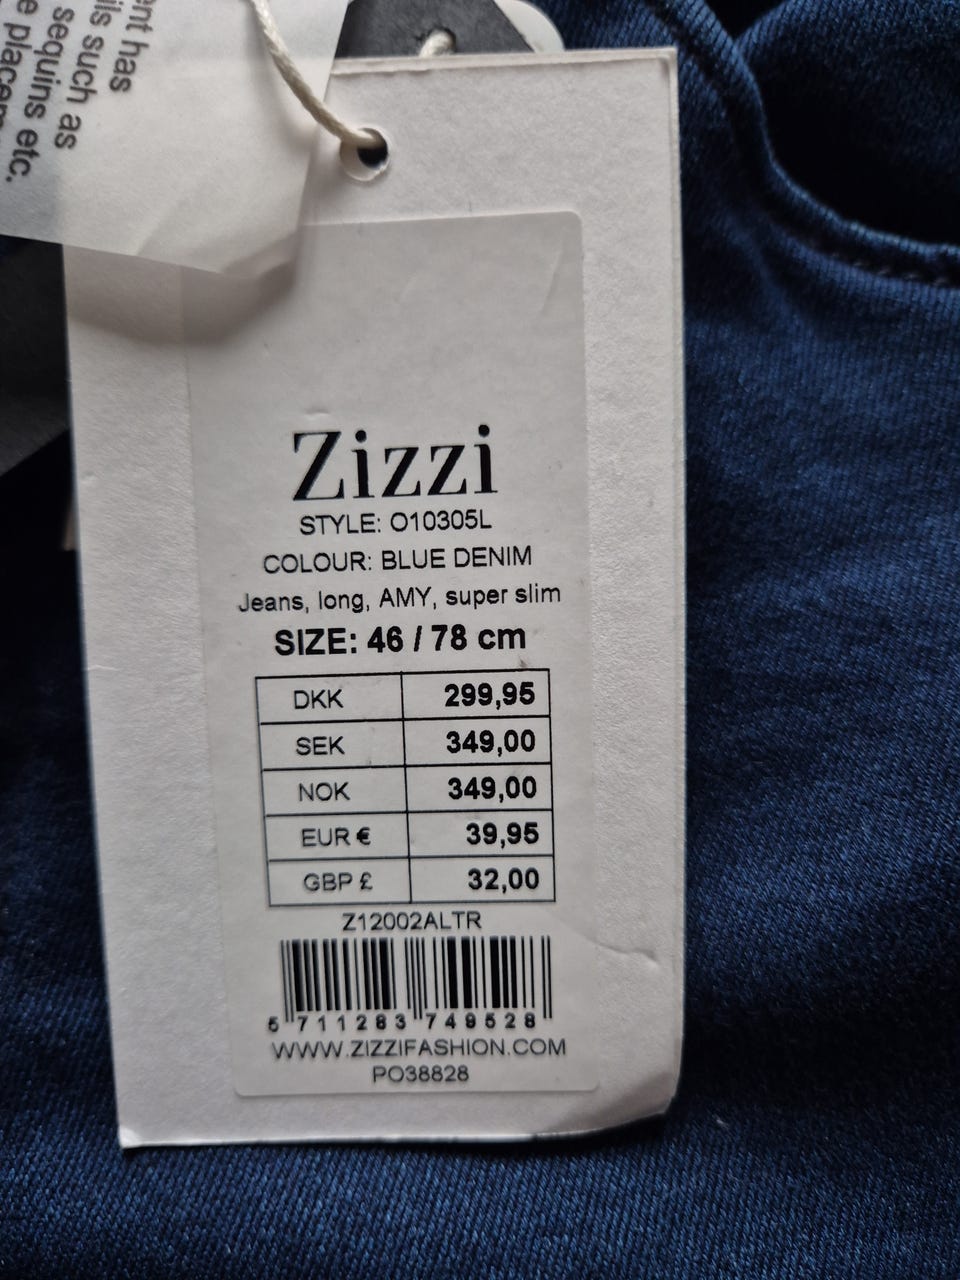 ent has
ils such as
sequins etc.
e placem
Zizzi
STYLE: O10305L
COLOUR: BLUE DENIM
Jeans, long, AMY, super slim
SIZE: 46 / 78 cm
DKK 299,95
SEK 349,00
NOK 349,00
EUR € 39,95
GBP £ 32,00
Z12002ALTR
5 711283 749528
WWW.ZIZZIFASHION.COM
PO38828